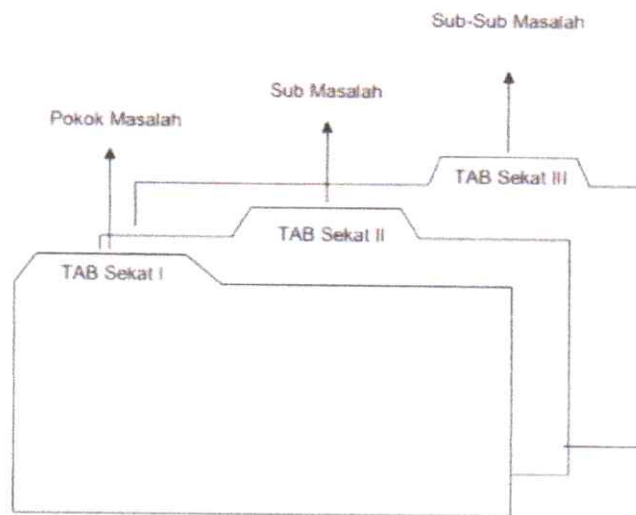 Sub-Sub Masalah
Sub Masalah
Pokok Masalah
TAB Sekat III
TAB Sekat II
TAB Sekat I